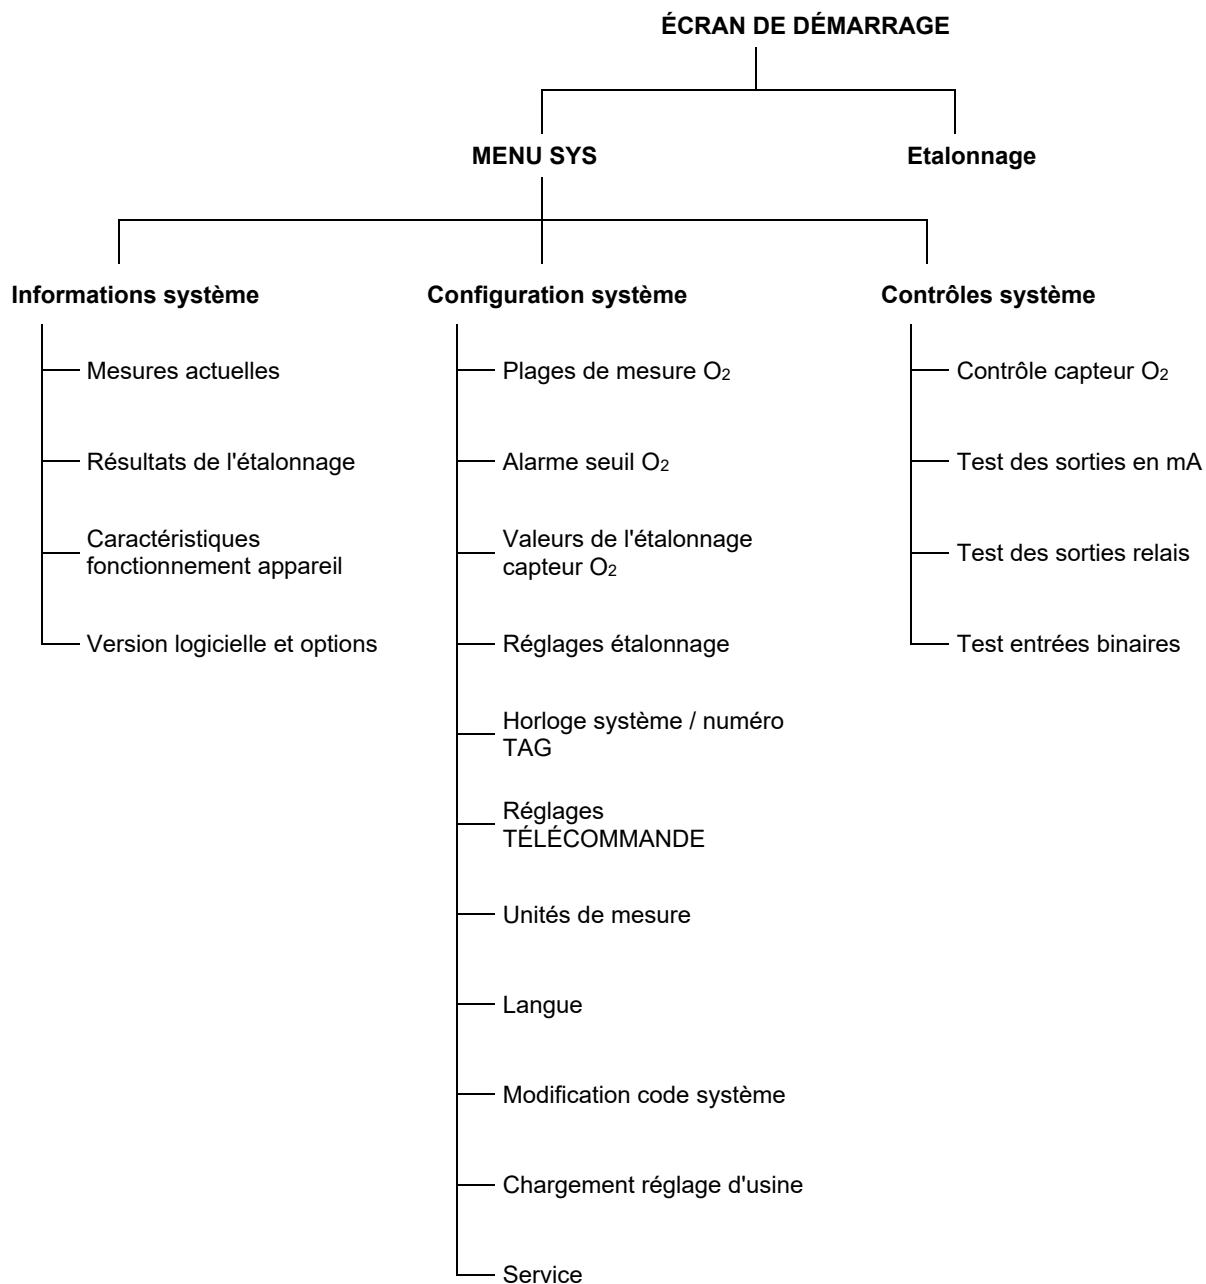 ÉCRAN DE DÉMARRAGE
MENU SYS
Etalonnage
Informations système
Configuration système
Contrôles système
Mesures actuelles
Résultats de l'étalonnage
Caractéristiques
fonctionnement appareil
Version logicielle et options
Plages de mesure O2
Alarme seuil O2
Valeurs de l'étalonnage
capteur O2
Réglages étalonnage
Horloge système / numéro
TAG
Réglages
TÉLÉCOMMANDE
Unités de mesure
Langue
Modification code système
Chargement réglage d'usine
Service
Contrôle capteur O2
Test des sorties en mA
Test des sorties relais
Test entrées binaires